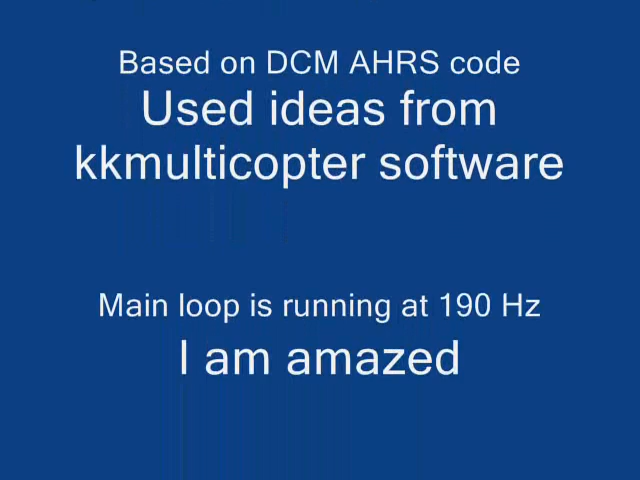 Based on DCM AHRS code
Used ideas from
kkmulticopter software
Main loop is running at 190 Hz
I am amazed